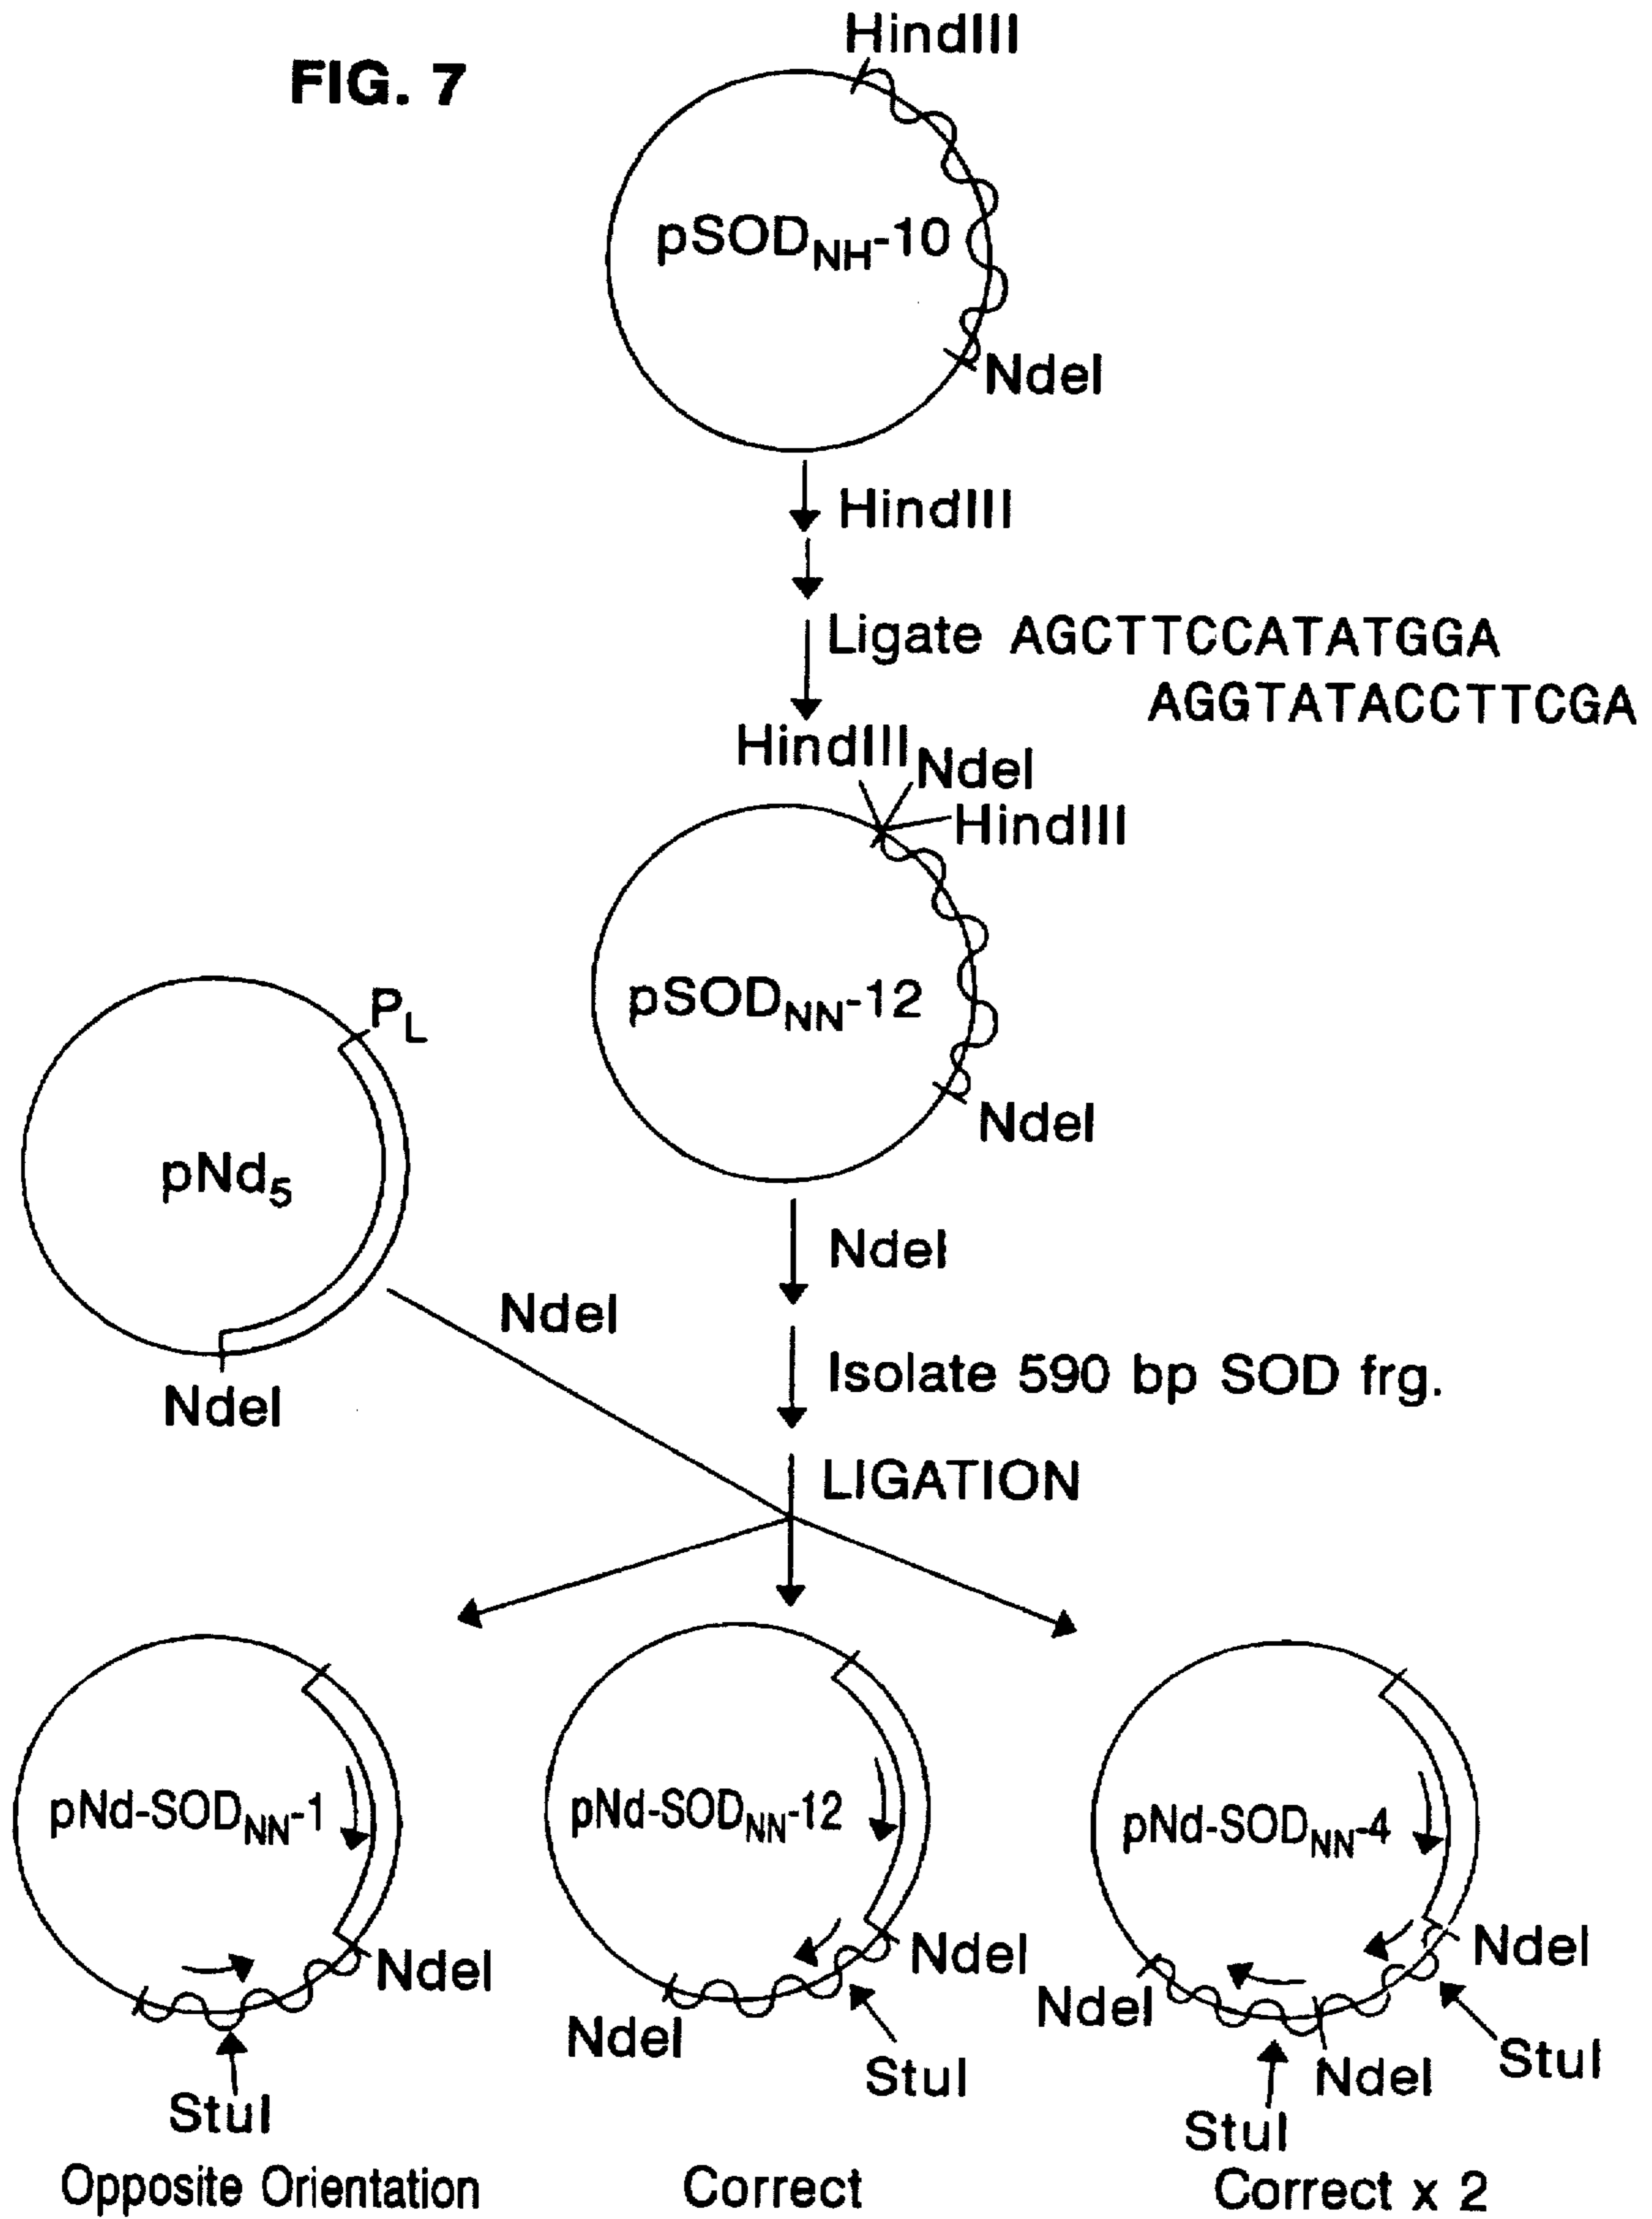 FIG. 7
HindIII
pSODNH-10
NdeI
HindIII
Ligate AGCTTCCATATGGA
AGGTATACCTTCGA
HindIII
NdeI
HindIII
pSODNN-12
NdeI
PL
pNd5
NdeI
NdeI
NdeI
Isolate 590 bp SOD frg.
LIGATION
pNd-SODNN-1
NdeI
StuI
Opposite Orientation
pNd-SODNN-12
NdeI
NdeI
StuI
Correct
pNd-SODNN-4
NdeI
NdeI
StuI
NdeI
StuI
Correct x 2